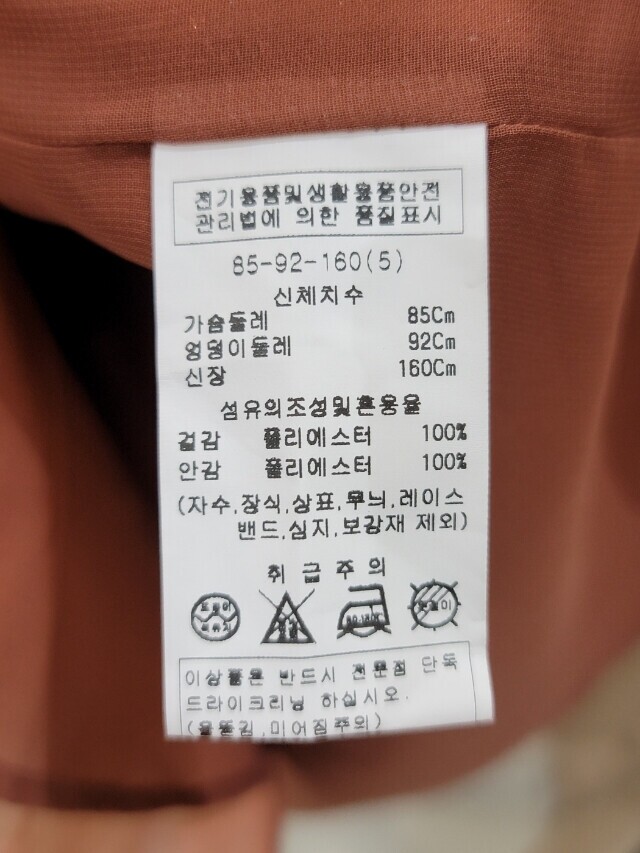 전기용품및생활용품안전
관리법에 의한 품질표시
85-92-160(5)
신체치수
가슴둘레 85Cm
엉덩이둘레 92Cm
신장 160Cm
섬유의조성및혼용율
겉감 폴리에스터 100%
안감 폴리에스터 100%
(자수,장식,상표,무늬,레이스
밴드,심지,보강재 제외)
취급주의
드라이
이상품은 반드시 전문점 단독
드라이크리닝 하십시오.
(올뜯김,미어짐주의)